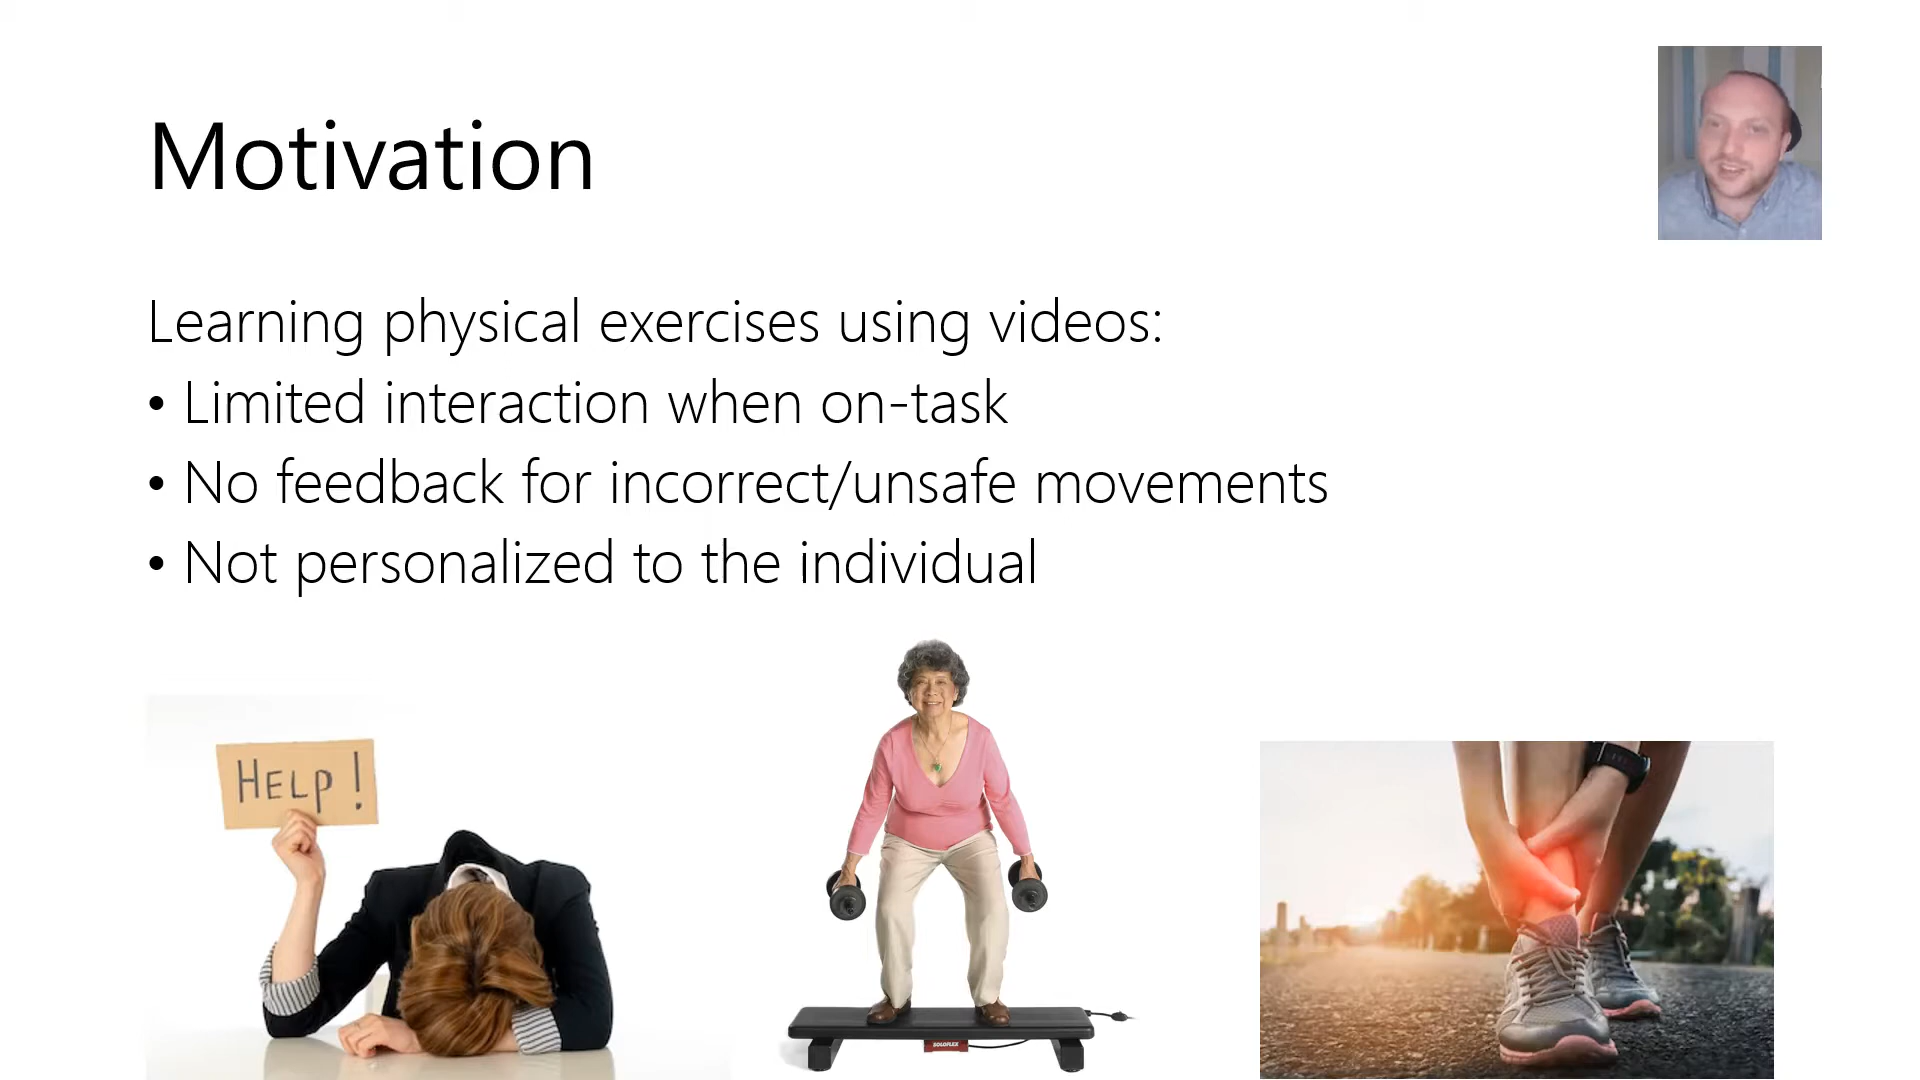 Motivation
Learning physical exercises using videos:
• Limited interaction when on-task
• No feedback for incorrect/unsafe movements
• Not personalized to the individual
HELP!
SOLOFLEX